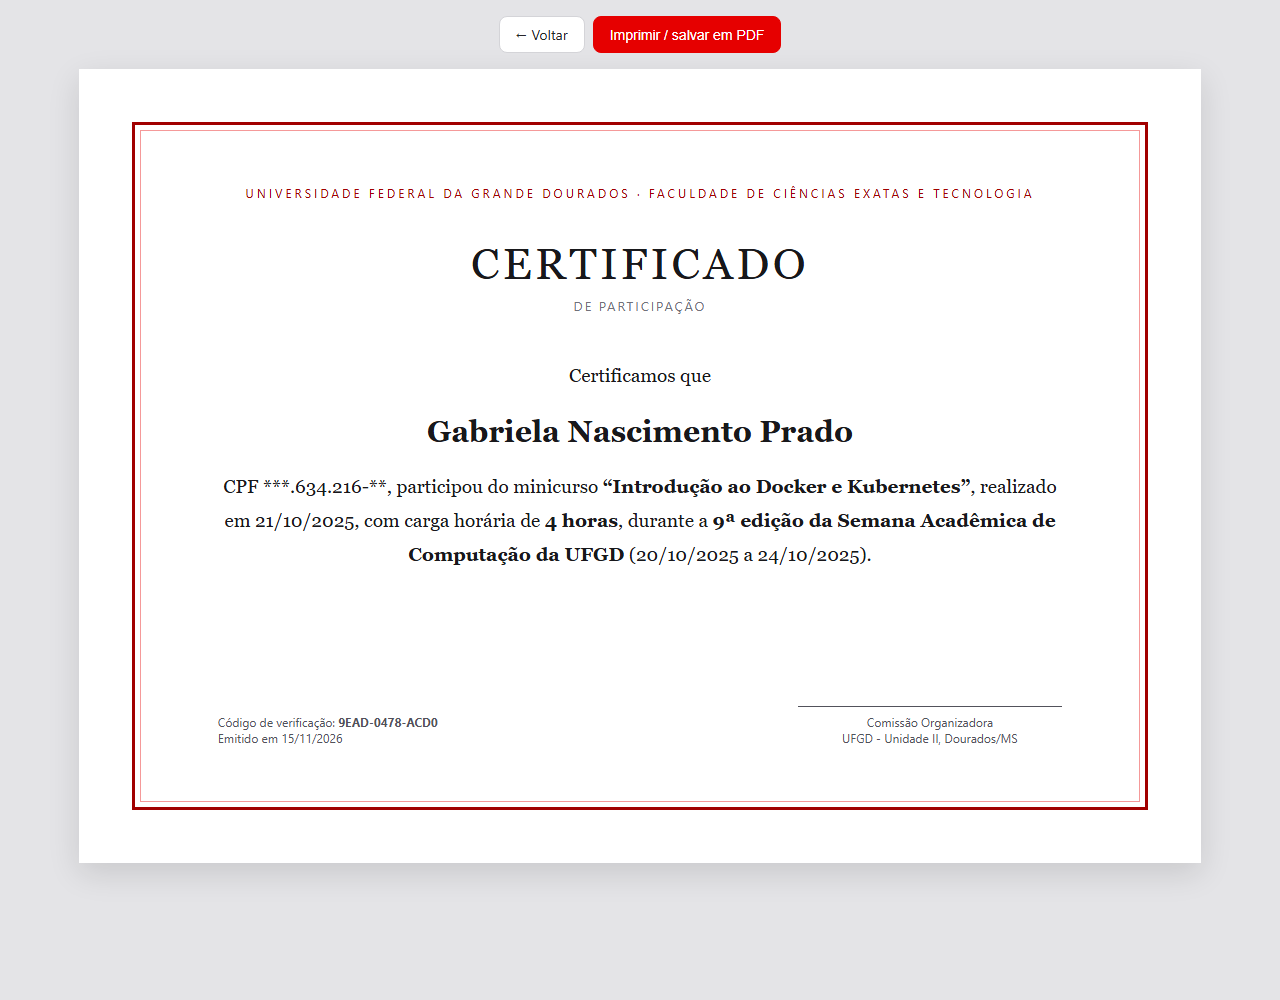 ← Voltar
Imprimir / salvar em PDF
UNIVERSIDADE FEDERAL DA GRANDE DOURADOS · FACULDADE DE CIÊNCIAS EXATAS E TECNOLOGIA
CERTIFICADO
DE PARTICIPAÇÃO
Certificamos que
Gabriela Nascimento Prado
CPF ***.634.216-**, participou do minicurso “Introdução ao Docker e Kubernetes”, realizado
em 21/10/2025, com carga horária de 4 horas, durante a 9ª edição da Semana Acadêmica de
Computação da UFGD (20/10/2025 a 24/10/2025).
Código de verificação: 9EAD-0478-ACD0
Emitido em 15/11/2026
Comissão Organizadora
UFGD - Unidade II, Dourados/MS